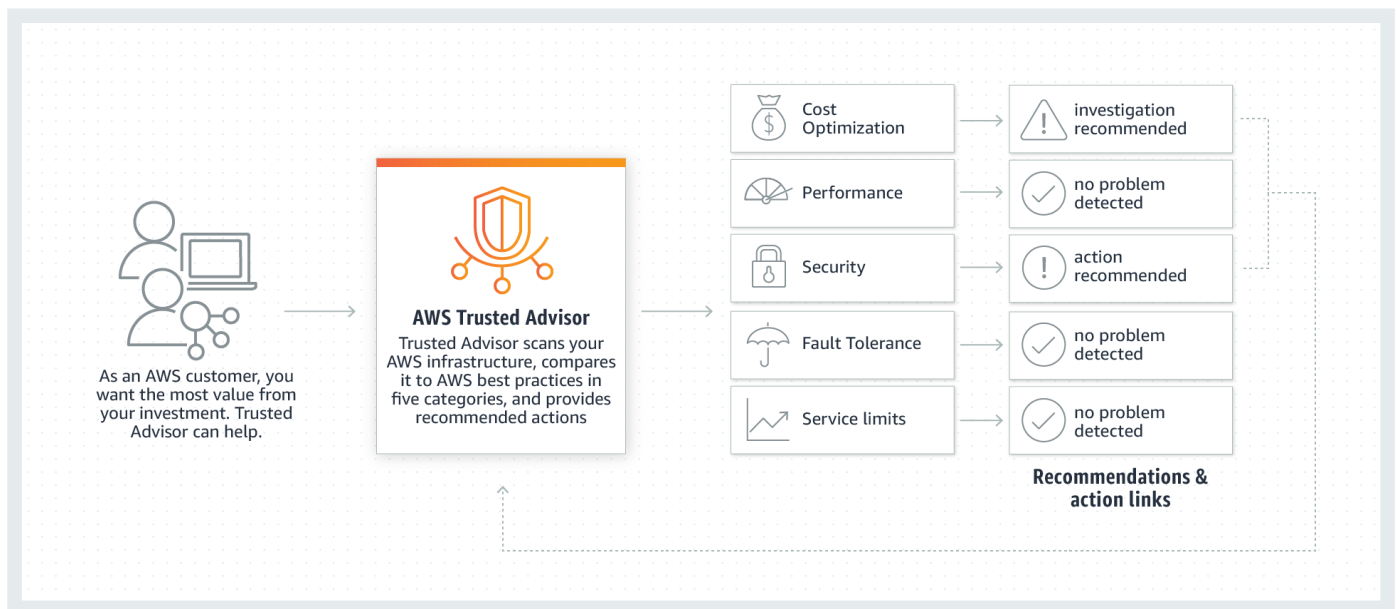 As an AWS customer, you
want the most value from
your investment. Trusted
Advisor can help.
AWS Trusted Advisor
Trusted Advisor scans your
AWS infrastructure, compares
it to AWS best practices in
five categories, and provides
recommended actions
Cost
Optimization
investigation
recommended
Performance
no problem
detected
Security
action
recommended
Fault Tolerance
no problem
detected
Service limits
no problem
detected
Recommendations &
action links